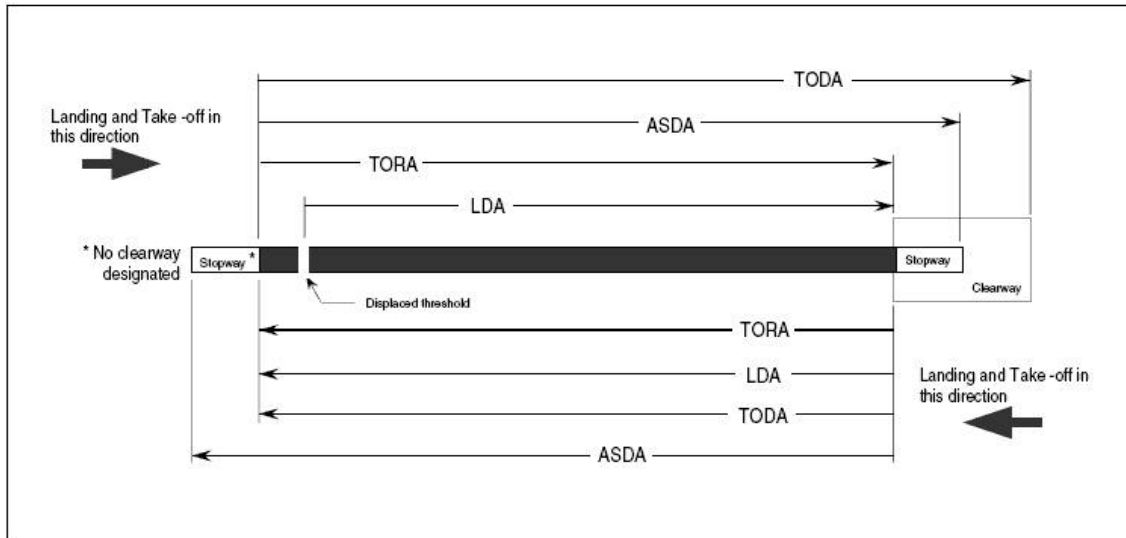 TODA
Landing and Take -off in
this direction
ASDA
TORA
LDA
* No clearway
designated
Stopway *
Stopway
Clearway
Displaced threshold
TORA
LDA
Landing and Take -off in
this direction
TODA
ASDA